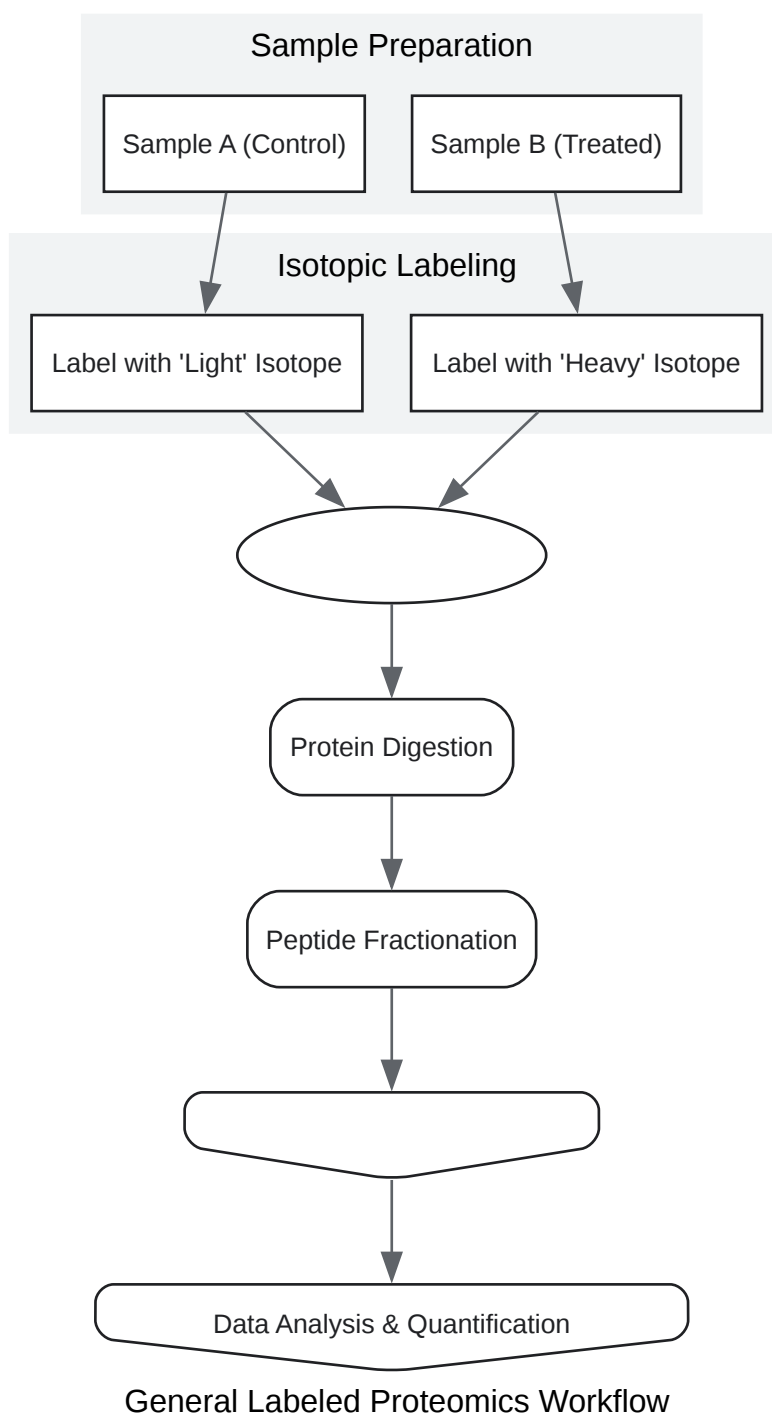 Sample Preparation
Sample A (Control)
Sample B (Treated)
Isotopic Labeling
Label with 'Light' Isotope
Label with 'Heavy' Isotope
Protein Digestion
Peptide Fractionation
Data Analysis & Quantification
General Labeled Proteomics Workflow